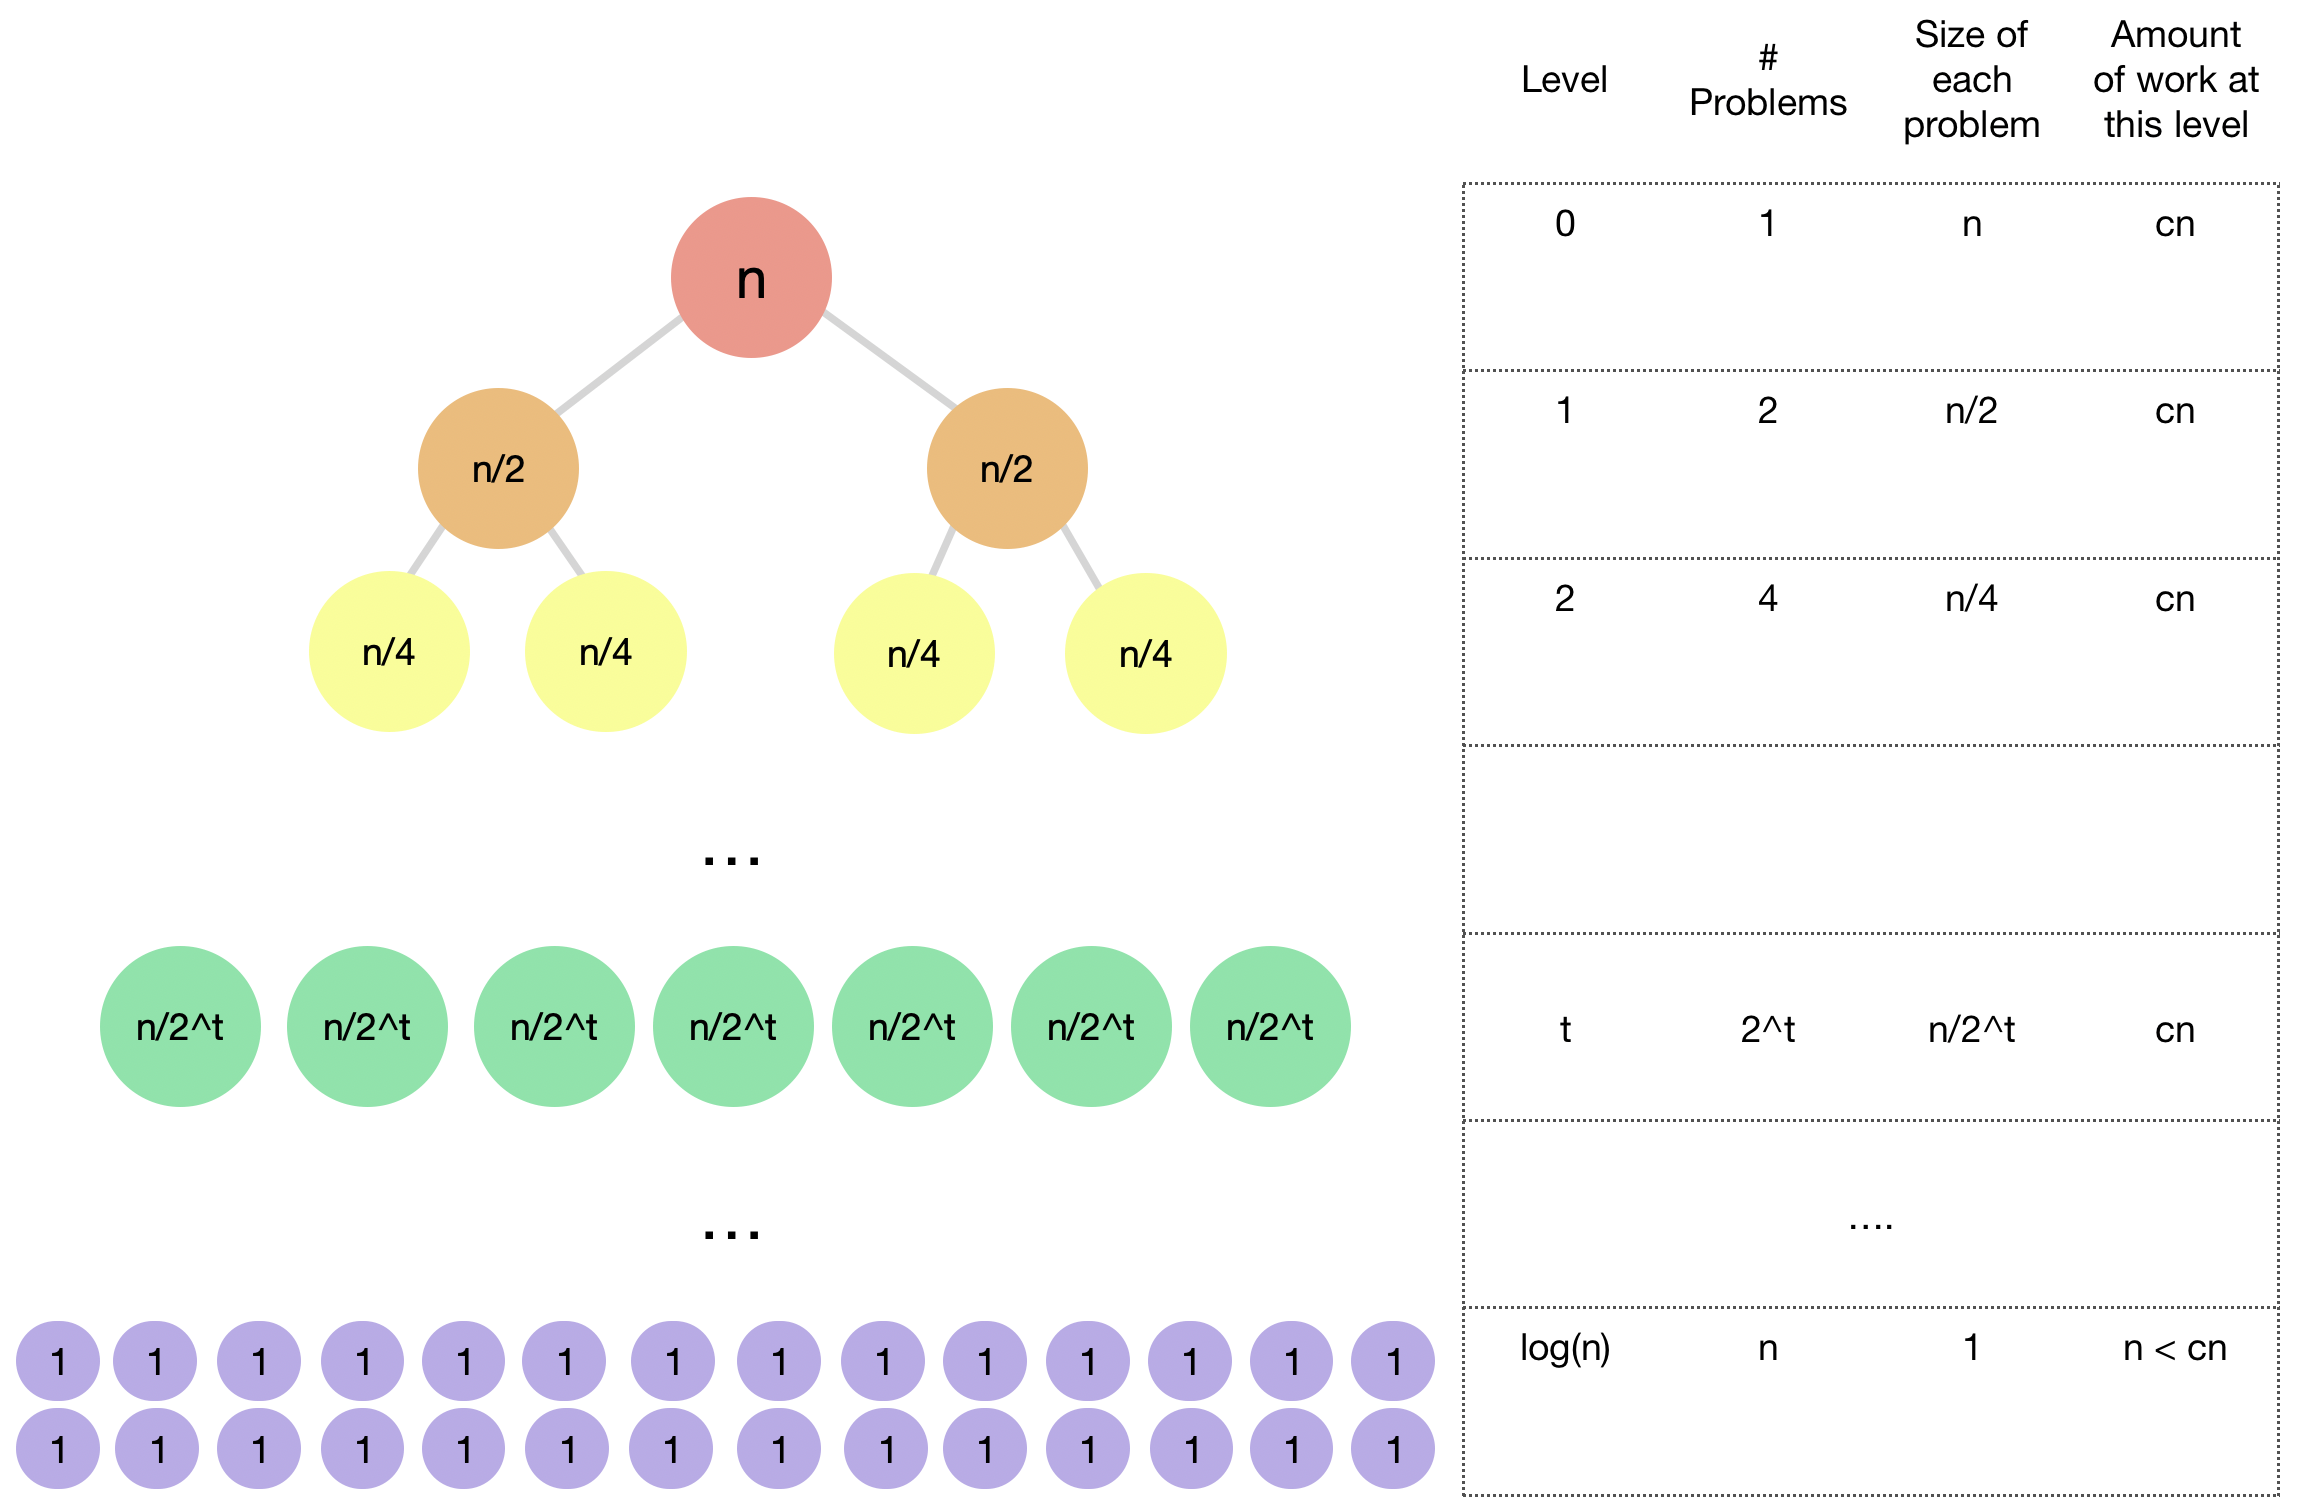 Level
#
Problems
Size of
each
problem
Amount
of work at
this level
n
0 1 n cn
n/2 n/2
1 2 n/2 cn
n/4 n/4 n/4 n/4
2 4 n/4 cn
...
n/2^t n/2^t n/2^t n/2^t n/2^t n/2^t n/2^t
t 2^t n/2^t cn
...
....
1 1 1 1 1 1 1 1 1 1 1 1 1 1
log(n) n 1 n < cn
1 1 1 1 1 1 1 1 1 1 1 1 1 1